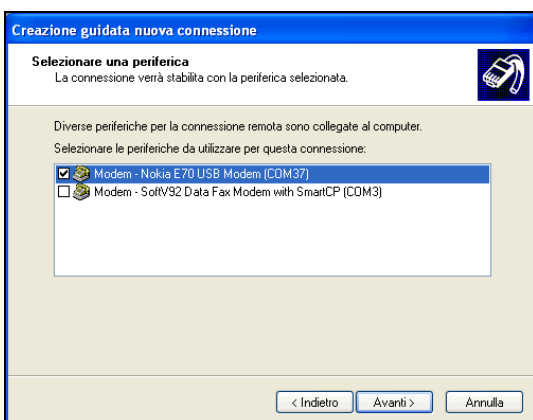 Creazione guidata nuova connessione
Selezionare una periferica
La connessione verrà stabilita con la periferica selezionata.
Diverse periferiche per la connessione remota sono collegate al computer.
Selezionare le periferiche da utilizzare per questa connessione:
Modem - Nokia E70 USB Modem (COM37)
Modem - SoftV92 Data Fax Modem with SmartCP (COM3)
< Indietro Avanti > Annulla